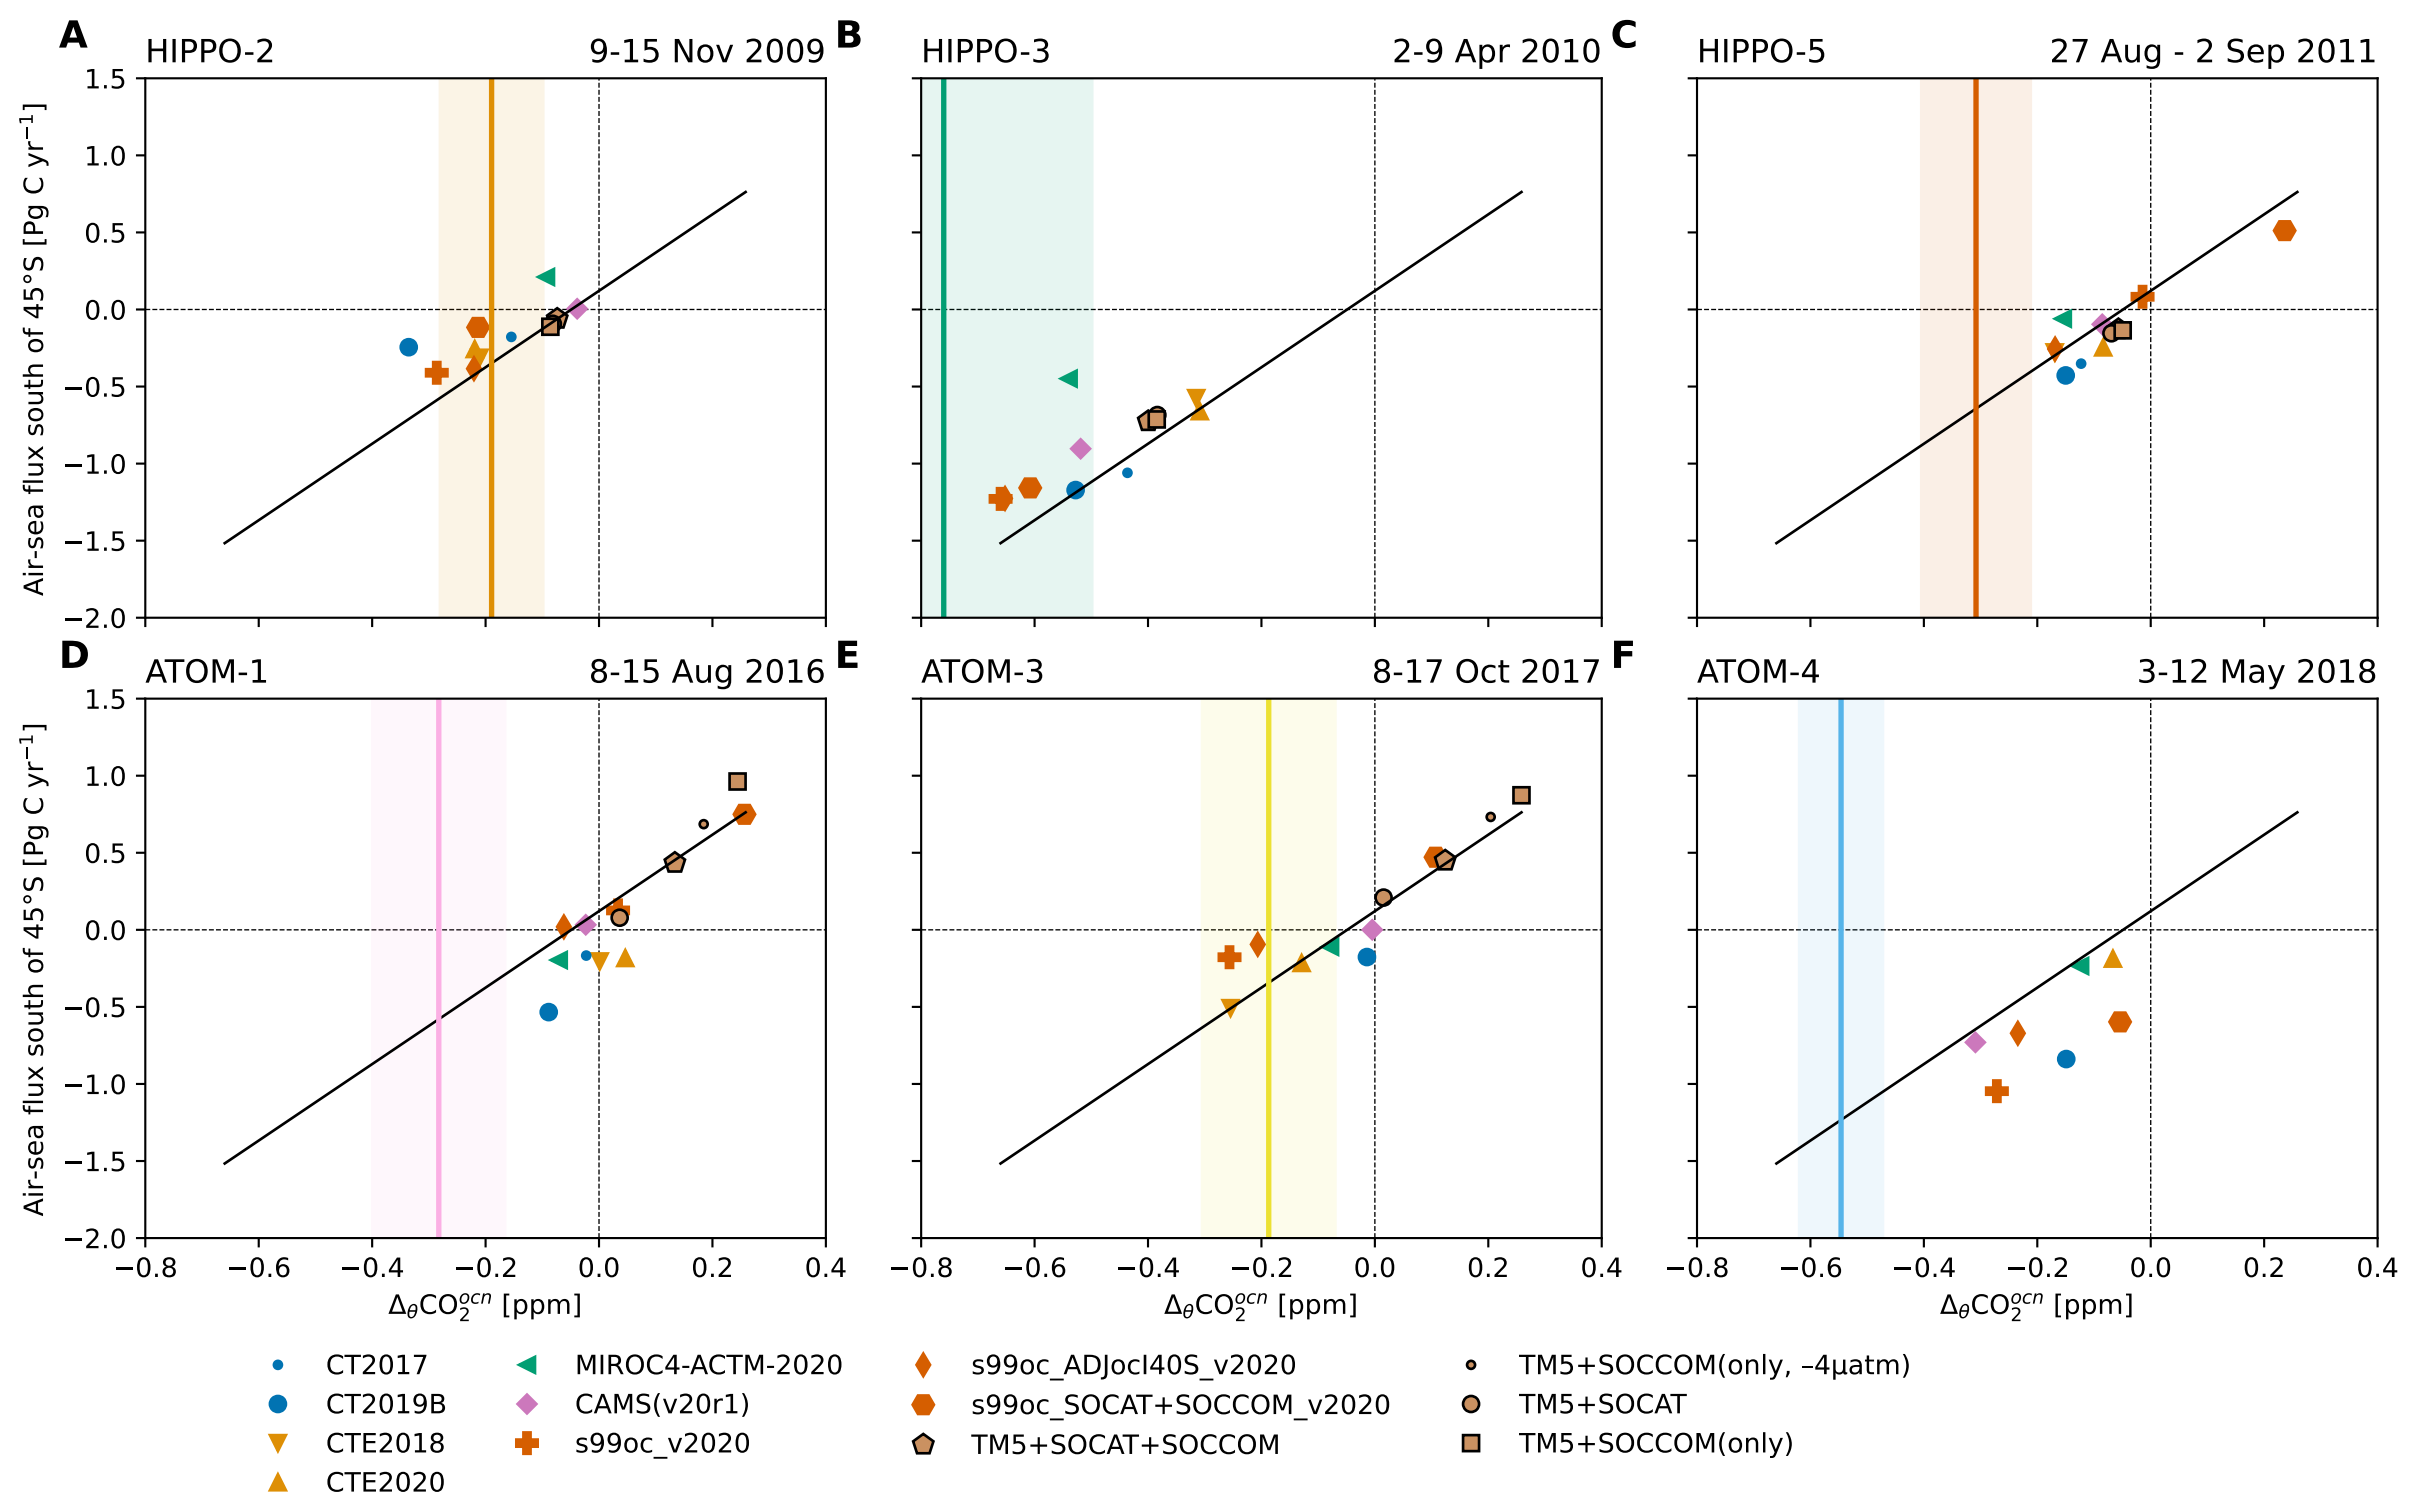 A HIPPO-2 9-15 Nov 2009 B HIPPO-3 2-9 Apr 2010 C HIPPO-5 27 Aug - 2 Sep 2011
1.5
1.0
0.5
0.0
−0.5
−1.0
−1.5
−2.0
Air-sea flux south of 45°S [Pg C yr⁻¹]
D ATOM-1 8-15 Aug 2016 E ATOM-3 8-17 Oct 2017 F ATOM-4 3-12 May 2018
1.5
1.0
0.5
0.0
−0.5
−1.0
−1.5
−2.0
Air-sea flux south of 45°S [Pg C yr⁻¹]
−0.8 −0.6 −0.4 −0.2 0.0 0.2 0.4 −0.8 −0.6 −0.4 −0.2 0.0 0.2 0.4 −0.8 −0.6 −0.4 −0.2 0.0 0.2 0.4
ΔθCO₂ᵒᶜⁿ [ppm] ΔθCO₂ᵒᶜⁿ [ppm] ΔθCO₂ᵒᶜⁿ [ppm]
CT2017 MIROC4-ACTM-2020 s99oc_ADJocI40S_v2020 TM5+SOCCOM(only, –4μatm)
CT2019B CAMS(v20r1) s99oc_SOCAT+SOCCOM_v2020 TM5+SOCAT
CTE2018 s99oc_v2020 TM5+SOCAT+SOCCOM TM5+SOCCOM(only)
CTE2020